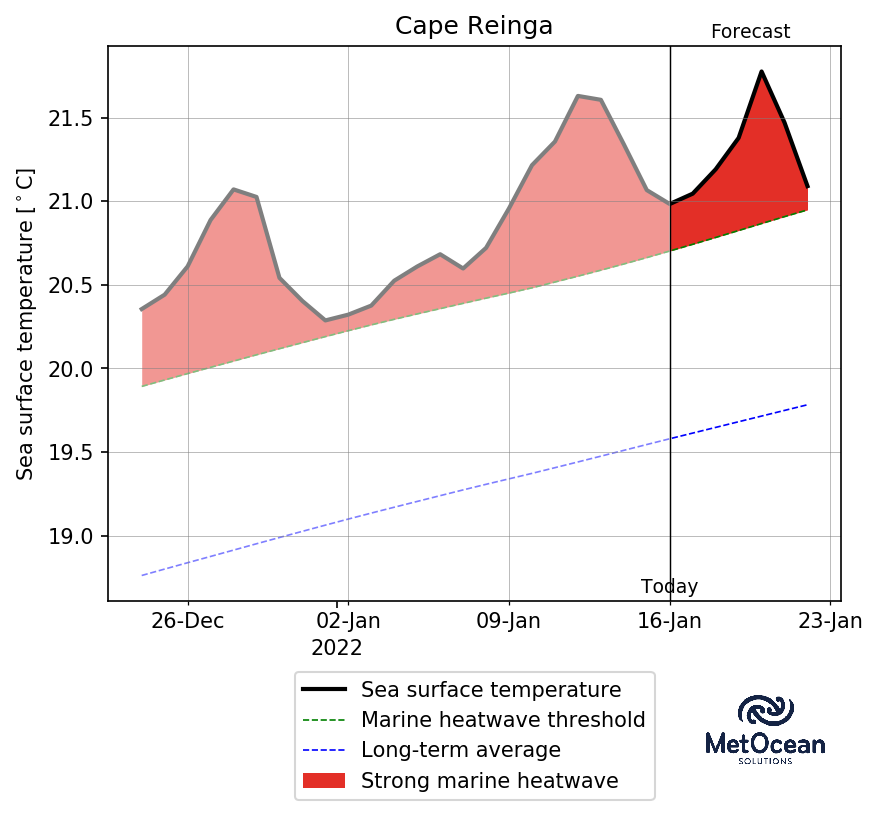 Cape Reinga
Forecast
Sea surface temperature [°C]
21.5
21.0
20.5
20.0
19.5
19.0
Today
26-Dec
02-Jan
09-Jan
16-Jan
23-Jan
2022
Sea surface temperature
Marine heatwave threshold
Long-term average
Strong marine heatwave
MetOcean
SOLUTIONS